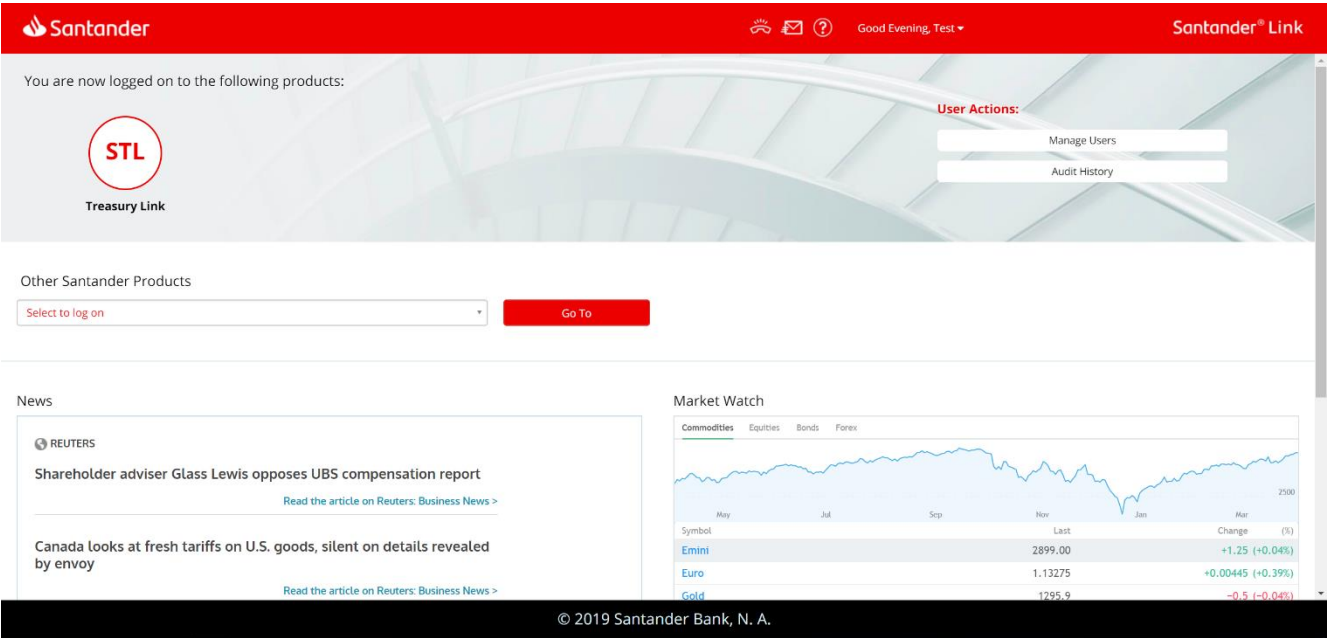 Santander
Good Evening, Test
Santander® Link
You are now logged on to the following products:
STL
Treasury Link
User Actions:
Manage Users
Audit History
Other Santander Products
Select to log on
Go To
News
REUTERS
Shareholder adviser Glass Lewis opposes UBS compensation report
Read the article on Reuters: Business News >
Canada looks at fresh tariffs on U.S. goods, silent on details revealed
by envoy
Read the article on Reuters: Business News >
Market Watch
Commodities Equities Bonds Forex
2500
May Jul Sep Nov Jan Mar
Symbol Last Change (%)
Emini 2899.00 +1.25 (+0.04%)
Euro 1.13275 +0.00445 (+0.39%)
Gold 1295.9 -0.5 (-0.04%)
© 2019 Santander Bank, N. A.